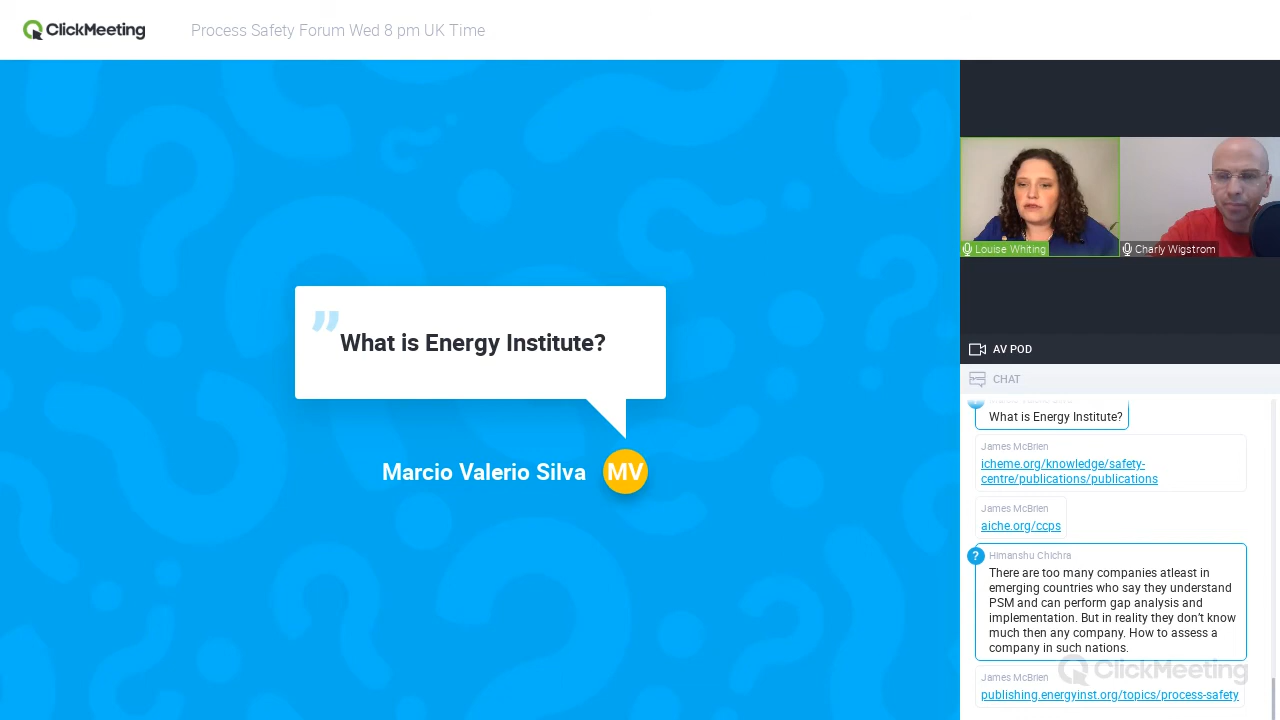 ClickMeeting
Process Safety Forum Wed 8 pm UK Time
What is Energy Institute?
Marcio Valerio Silva
MV
Louise Whiting
Charly Wigstrom
AV POD
CHAT
What is Energy Institute?
James McBrien
icheme.org/knowledge/safety-
centre/publications/publications
James McBrien
aiche.org/ccps
?
Himanshu Chichra
There are too many companies atleast in
emerging countries who say they understand
PSM and can perform gap analysis and
implementation. But in reality they don't know
much then any company. How to assess a
company in such nations.
ClickMeeting
James McBrien
publishing.energyinst.org/topics/process-safety